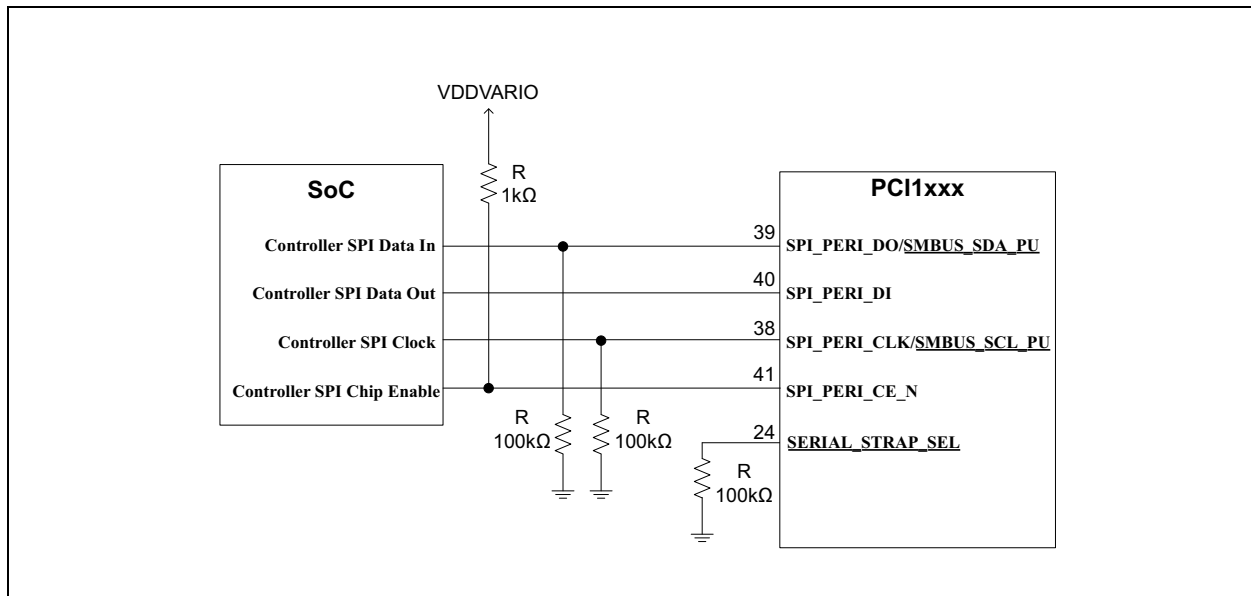 VDDVARIO
R
1kΩ
SoC
PCI1xxx
Controller SPI Data In
39
SPI_PERI_DO/SMBUS_SDA_PU
Controller SPI Data Out
40
SPI_PERI_DI
Controller SPI Clock
38
SPI_PERI_CLK/SMBUS_SCL_PU
Controller SPI Chip Enable
41
SPI_PERI_CE_N
R
100kΩ
R
100kΩ
24
SERIAL_STRAP_SEL
R
100kΩ